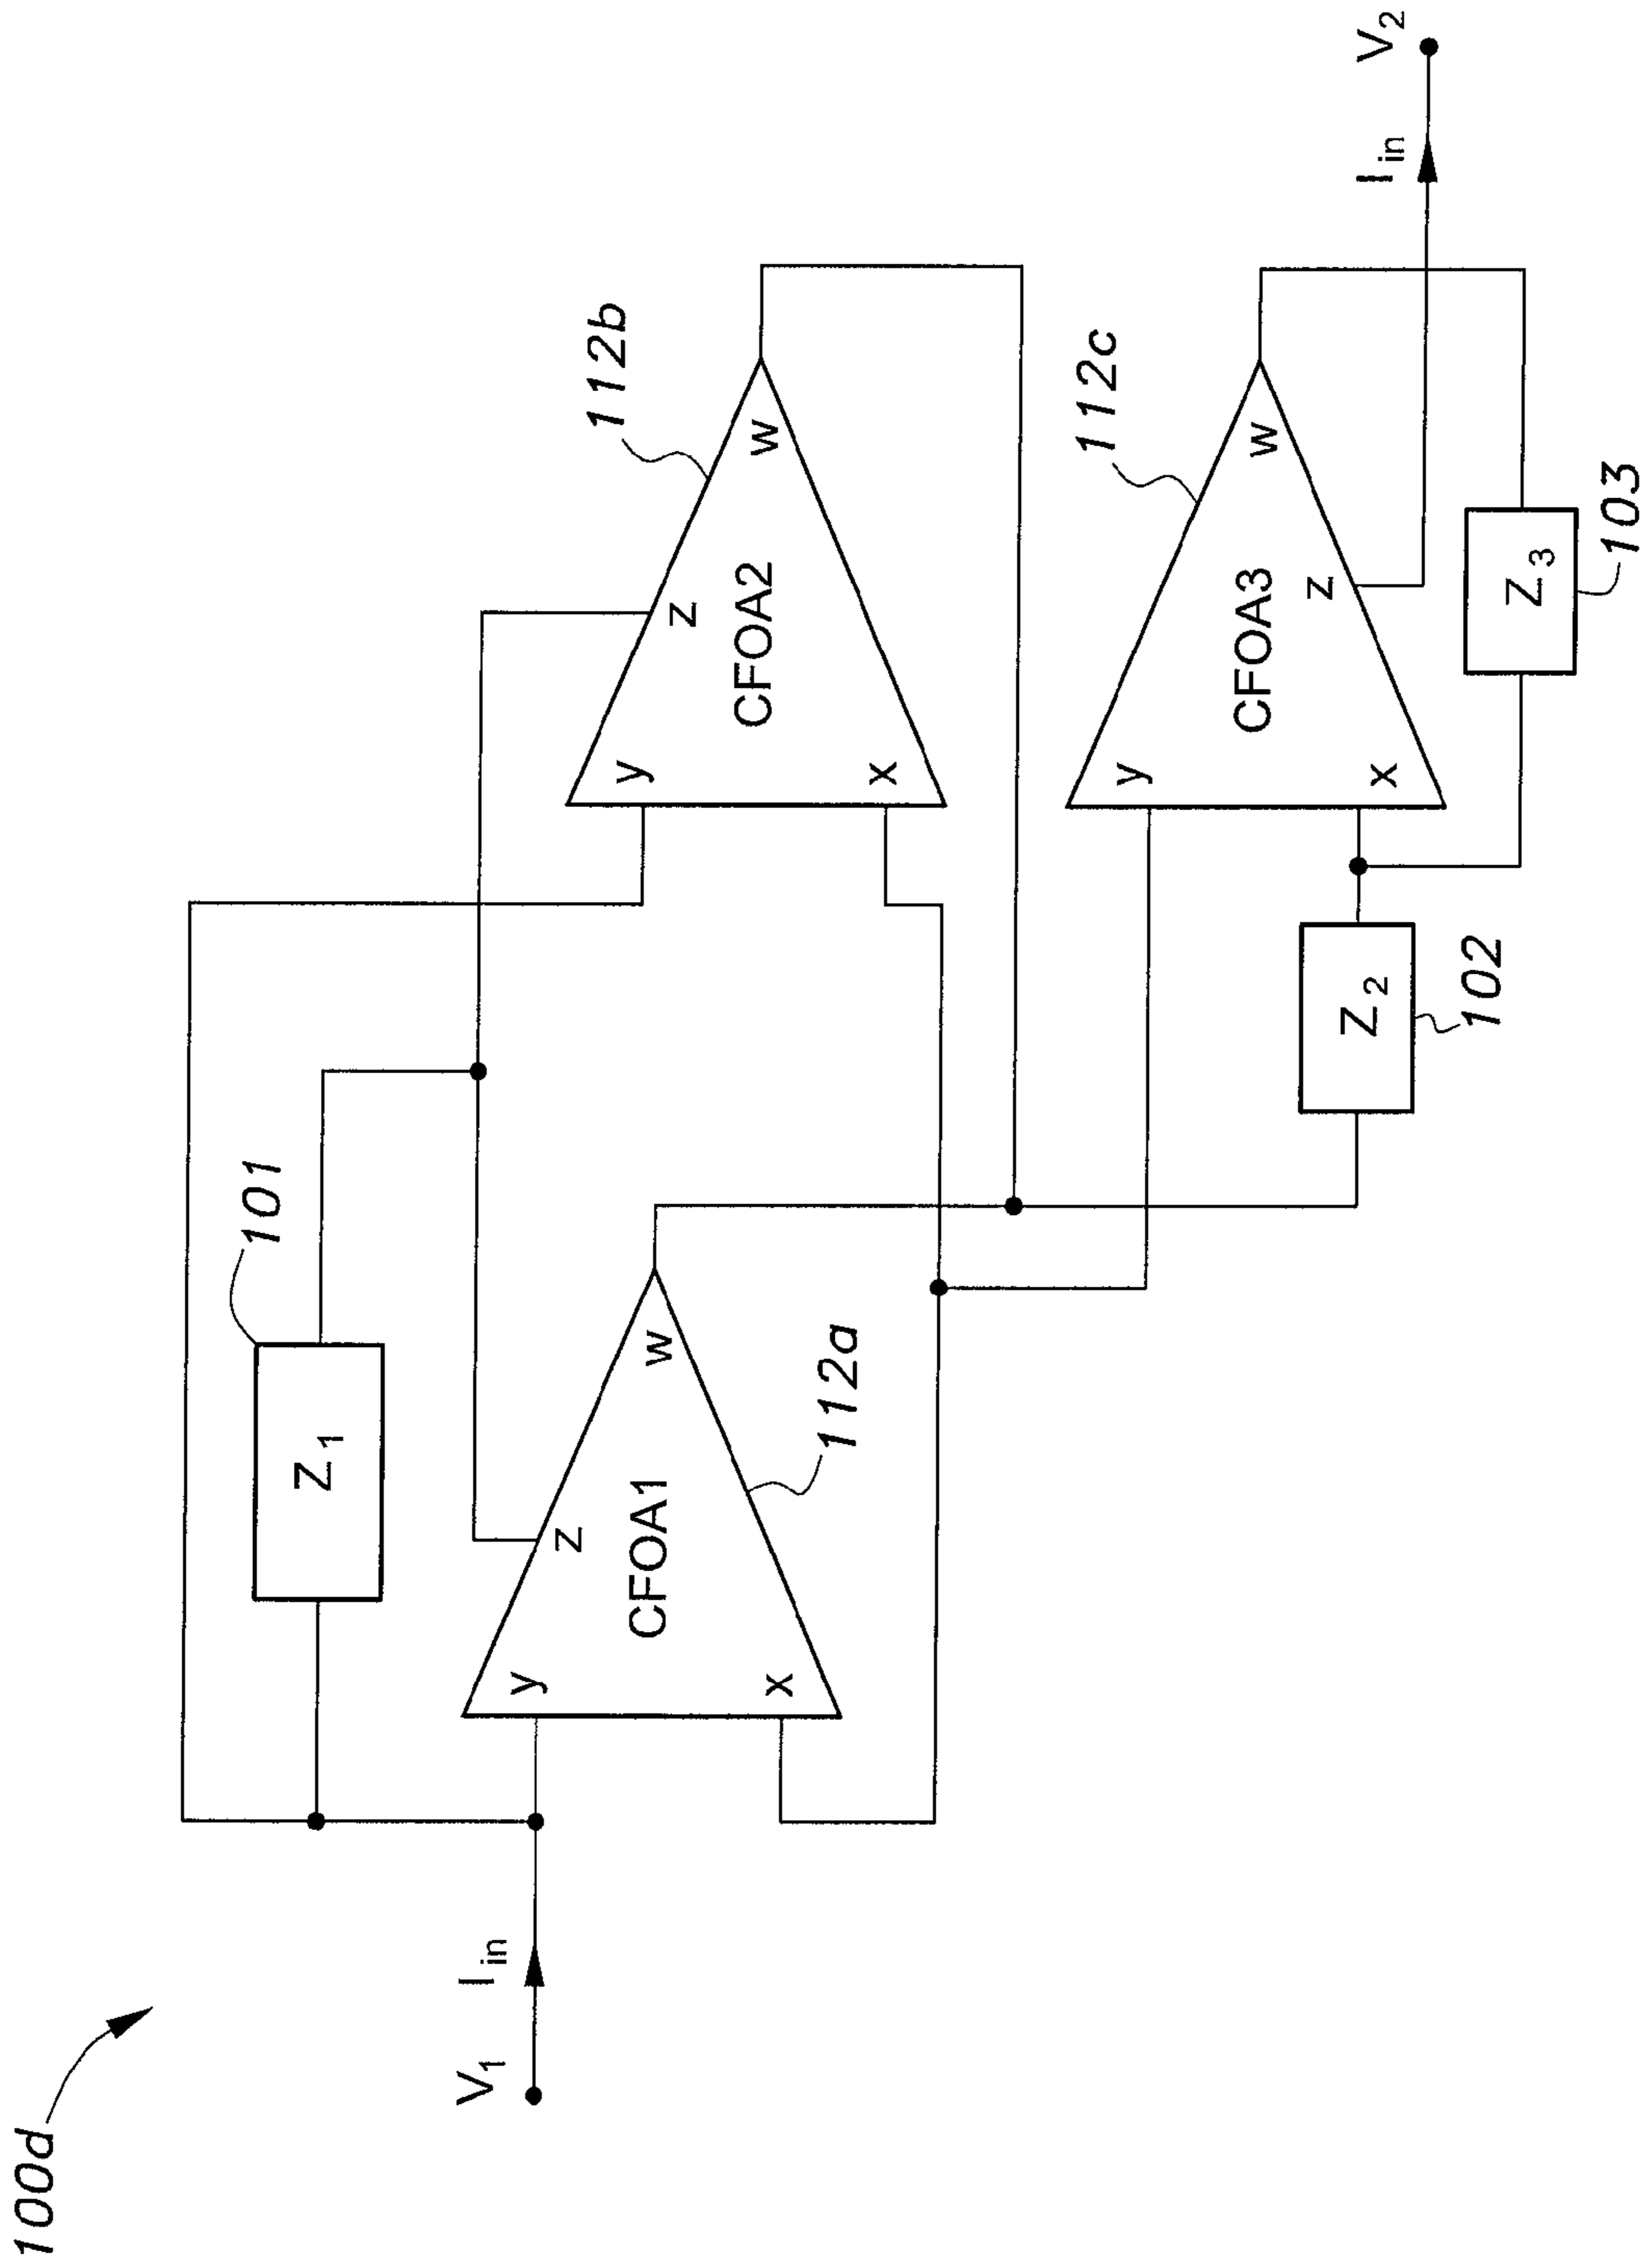 100d
V1
Iin
101
Z1
y
z
CFOA1
x
w
112a
112b
y
z
CFOA2
x
w
112c
y
CFOA3
z
x
w
Z2
102
Z3
103
Iin
V2